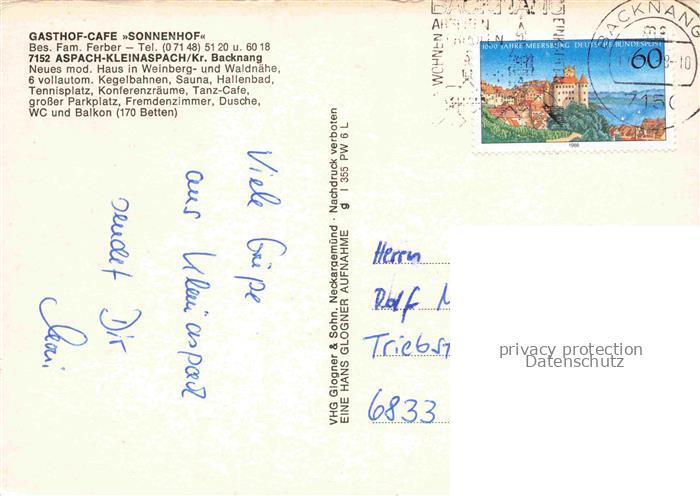 GASTHOF-CAFE »SONNENHOF«
Bes. Fam. Ferber – Tel. (0 71 48) 51 20 u. 60 18
7152 ASPACH-KLEINASPACH/Kr. Backnang
Neues mod. Haus in Weinberg- und Waldnähe,
6 vollautom. Kegelbahnen, Sauna, Hallenbad,
Tennisplatz, Konferenzräume, Tanz-Cafe,
großer Parkplatz, Fremdenzimmer, Dusche,
WC und Balkon (170 Betten)
BACKNANG
WOHNEN
BACKNANG
1000 JAHRE MEERSBURG DEUTSCHE BUNDESPOST
60
7150
1988
Viele Grüße
aus Kleinaspach
sendet Dir
VHG Glogner & Sohn, Neckargemünd · Nachdruck verboten
EINE HANS GLOGNER AUFNAHME g I 355 PW 6 L
Herrn
Rolf
Triebst
6833
privacy protection
Datenschutz